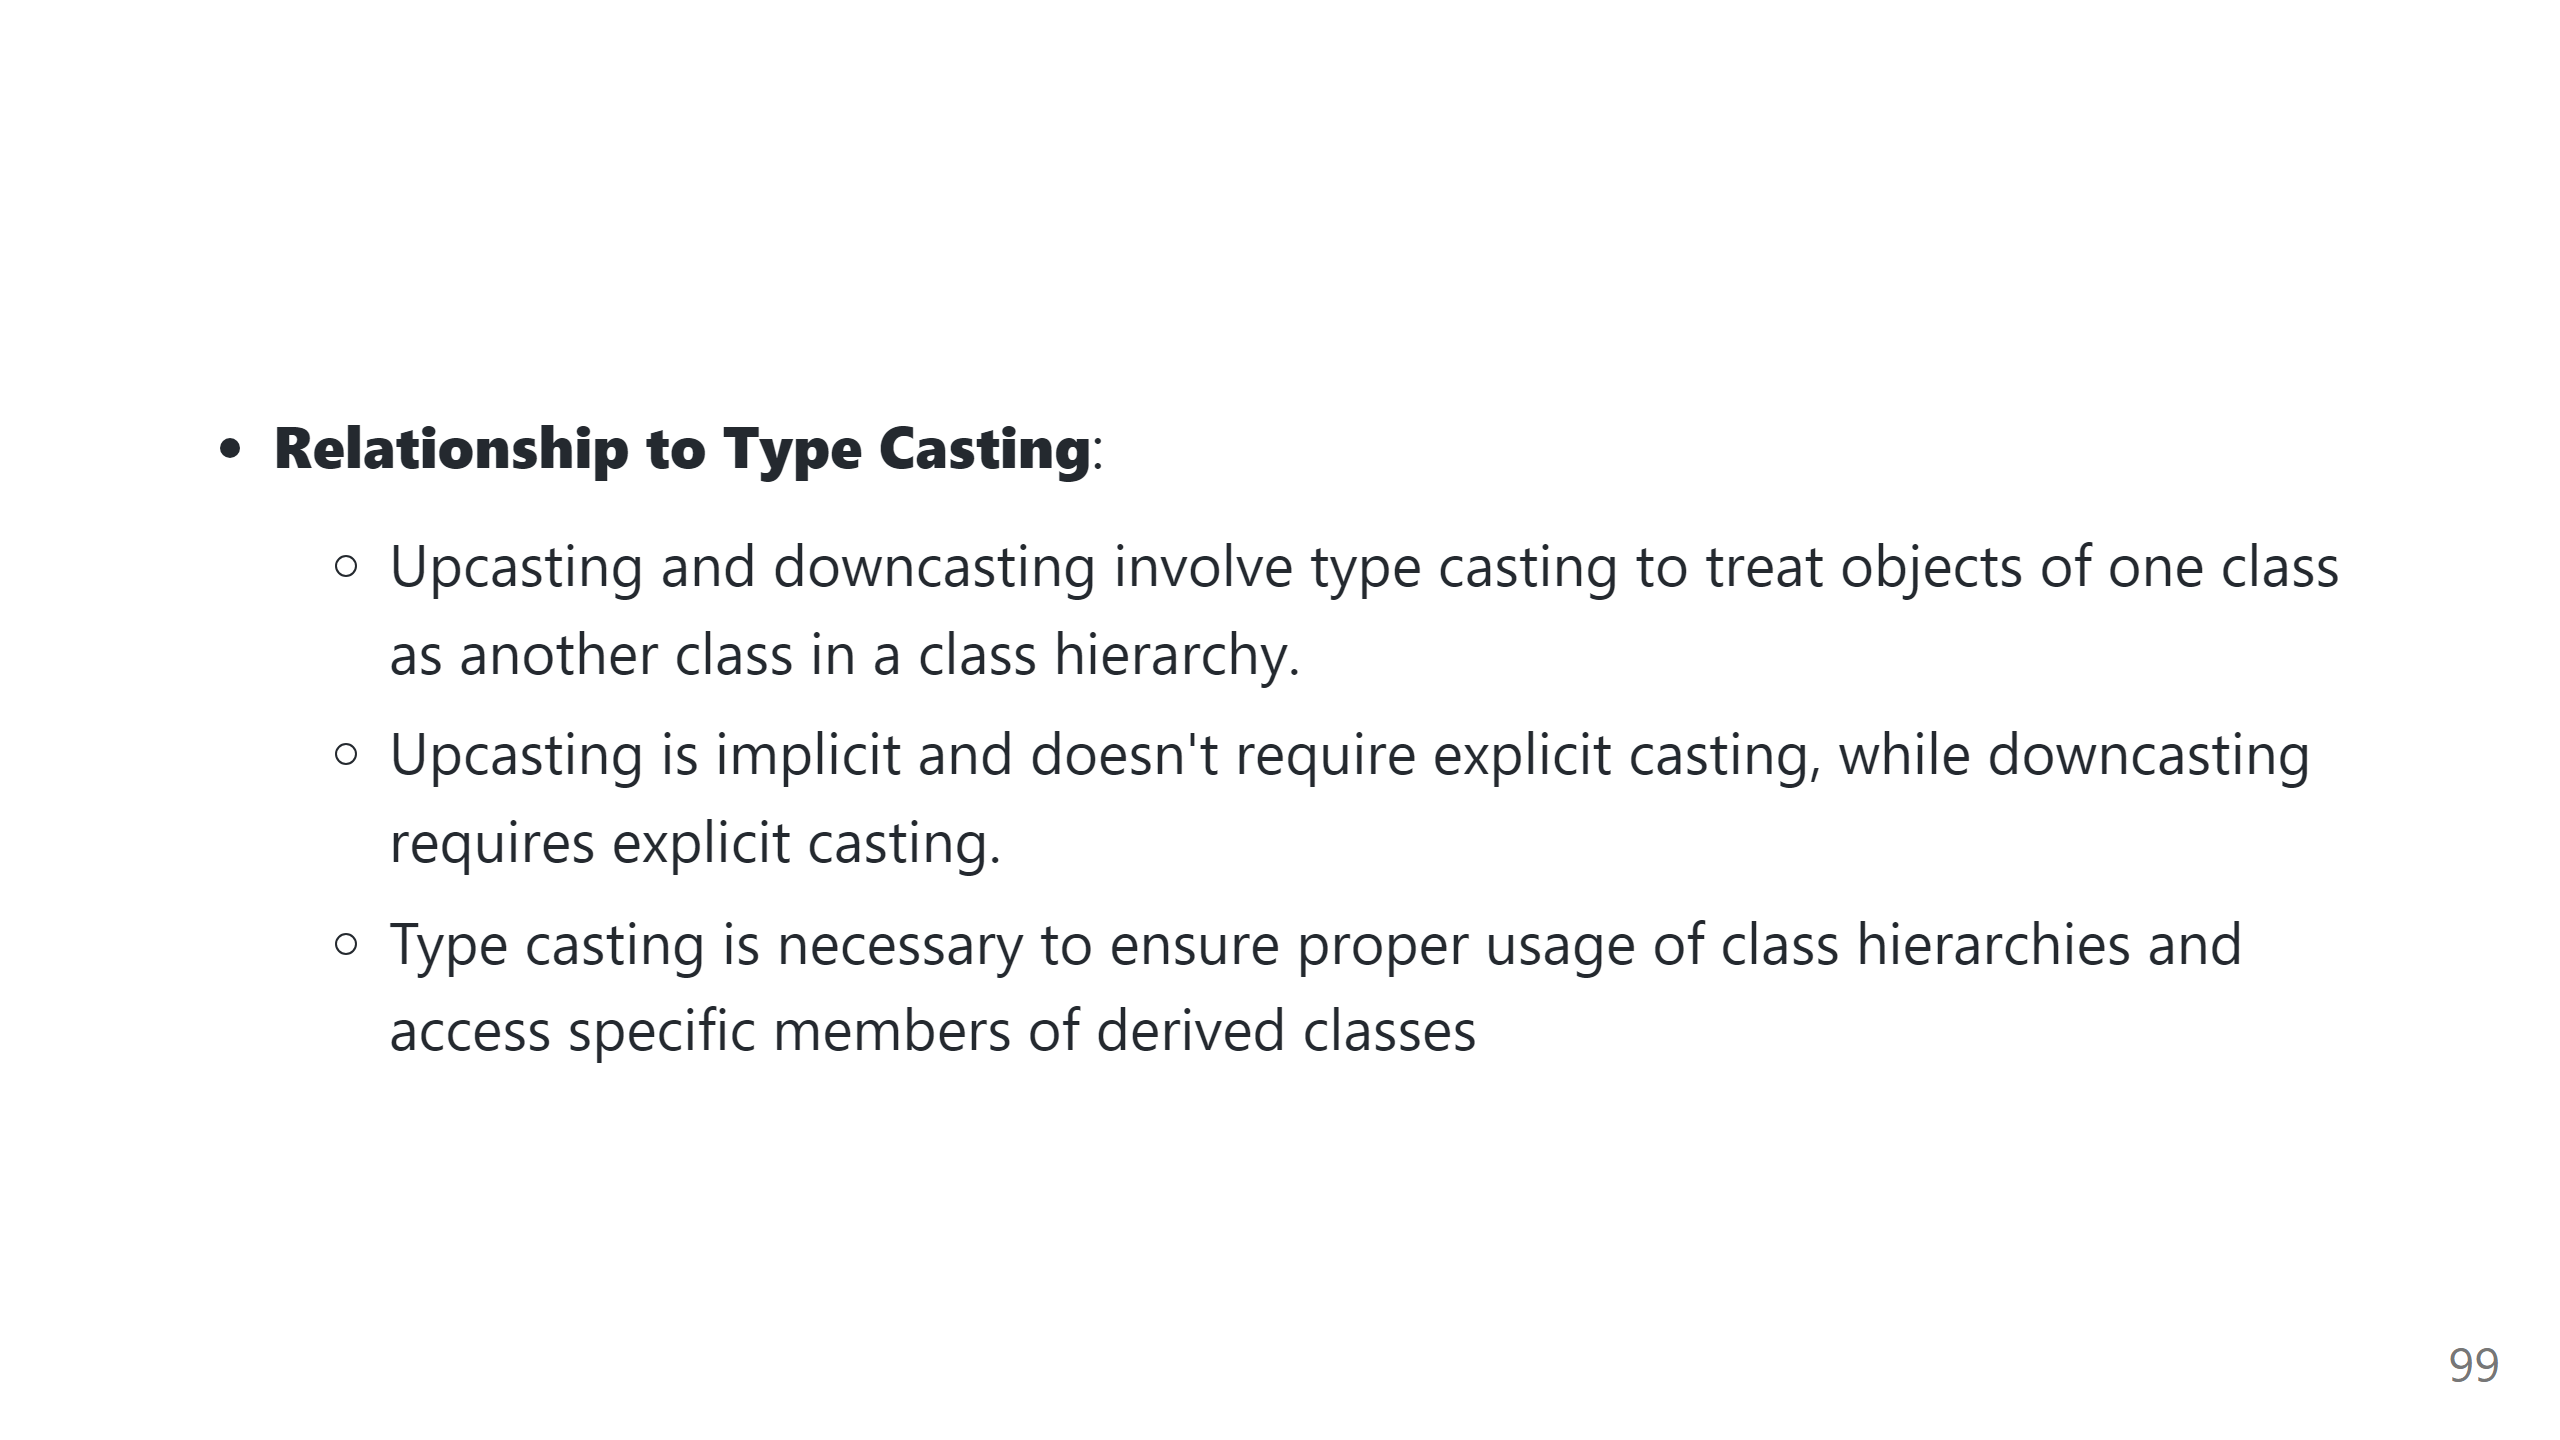 • Relationship to Type Casting:
○ Upcasting and downcasting involve type casting to treat objects of one class
as another class in a class hierarchy.
○ Upcasting is implicit and doesn't require explicit casting, while downcasting
requires explicit casting.
○ Type casting is necessary to ensure proper usage of class hierarchies and
access specific members of derived classes
99